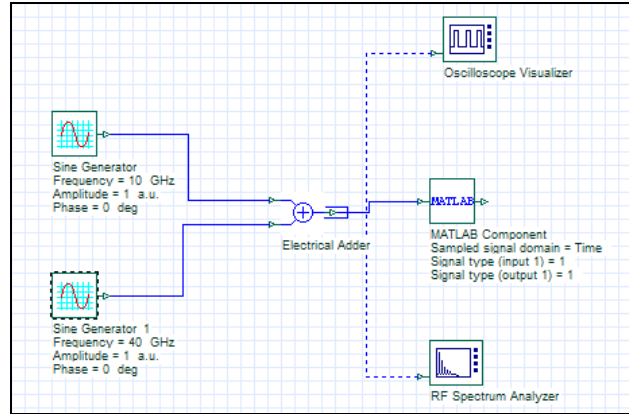 Oscilloscope Visualizer
Sine Generator
Frequency = 10 GHz
Amplitude = 1 a.u.
Phase = 0 deg
Electrical Adder
MATLAB
MATLAB Component
Sampled signal domain = Time
Signal type (input 1) = 1
Signal type (output 1) = 1
Sine Generator 1
Frequency = 40 GHz
Amplitude = 1 a.u.
Phase = 0 deg
RF Spectrum Analyzer